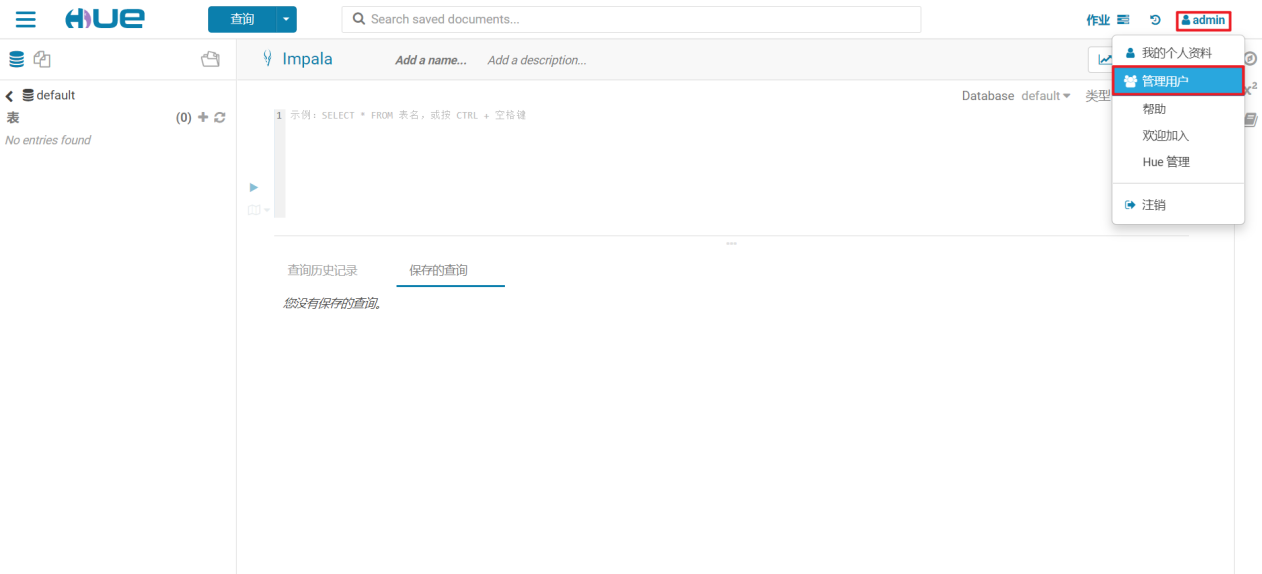 HUE
查询
Search saved documents...
作业
admin
Impala
Add a name...
Add a description...
我的个人资料
管理用户
帮助
欢迎加入
Hue 管理
注销
default
表
(0)
No entries found
Database default
类型
x²
1 示例: SELECT * FROM 表名, 或按 CTRL + 空格键
查询历史记录
保存的查询
您没有保存的查询。